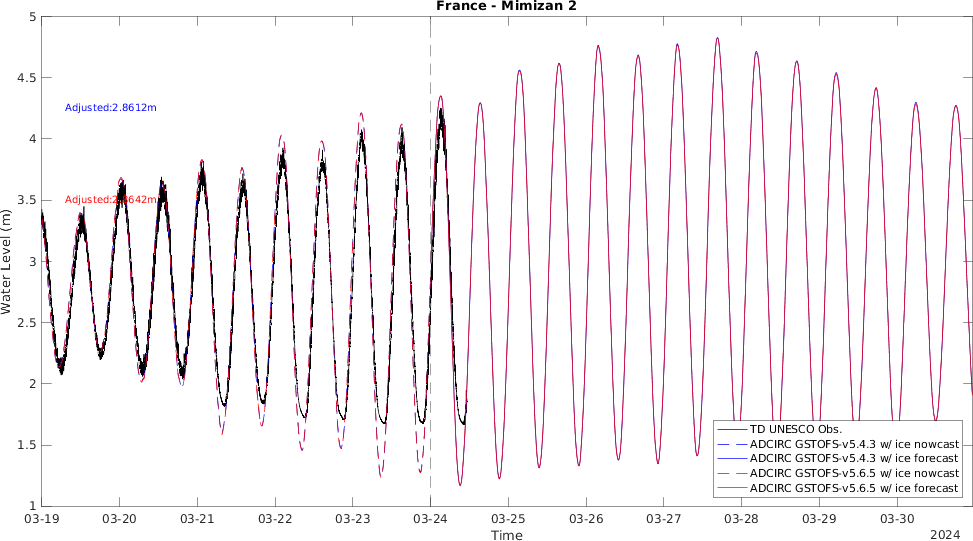 France - Mimizan 2
5
4.5
4
3.5
3
2.5
2
1.5
1
Water Level (m)
Adjusted:2.8612m
Adjusted:2.8642m
TD UNESCO Obs.
ADCIRC GSTOFS-v5.4.3 w/ ice nowcast
ADCIRC GSTOFS-v5.4.3 w/ ice forecast
ADCIRC GSTOFS-v5.6.5 w/ ice nowcast
ADCIRC GSTOFS-v5.6.5 w/ ice forecast
03-19 03-20 03-21 03-22 03-23 03-24 03-25 03-26 03-27 03-28 03-29 03-30
Time
2024